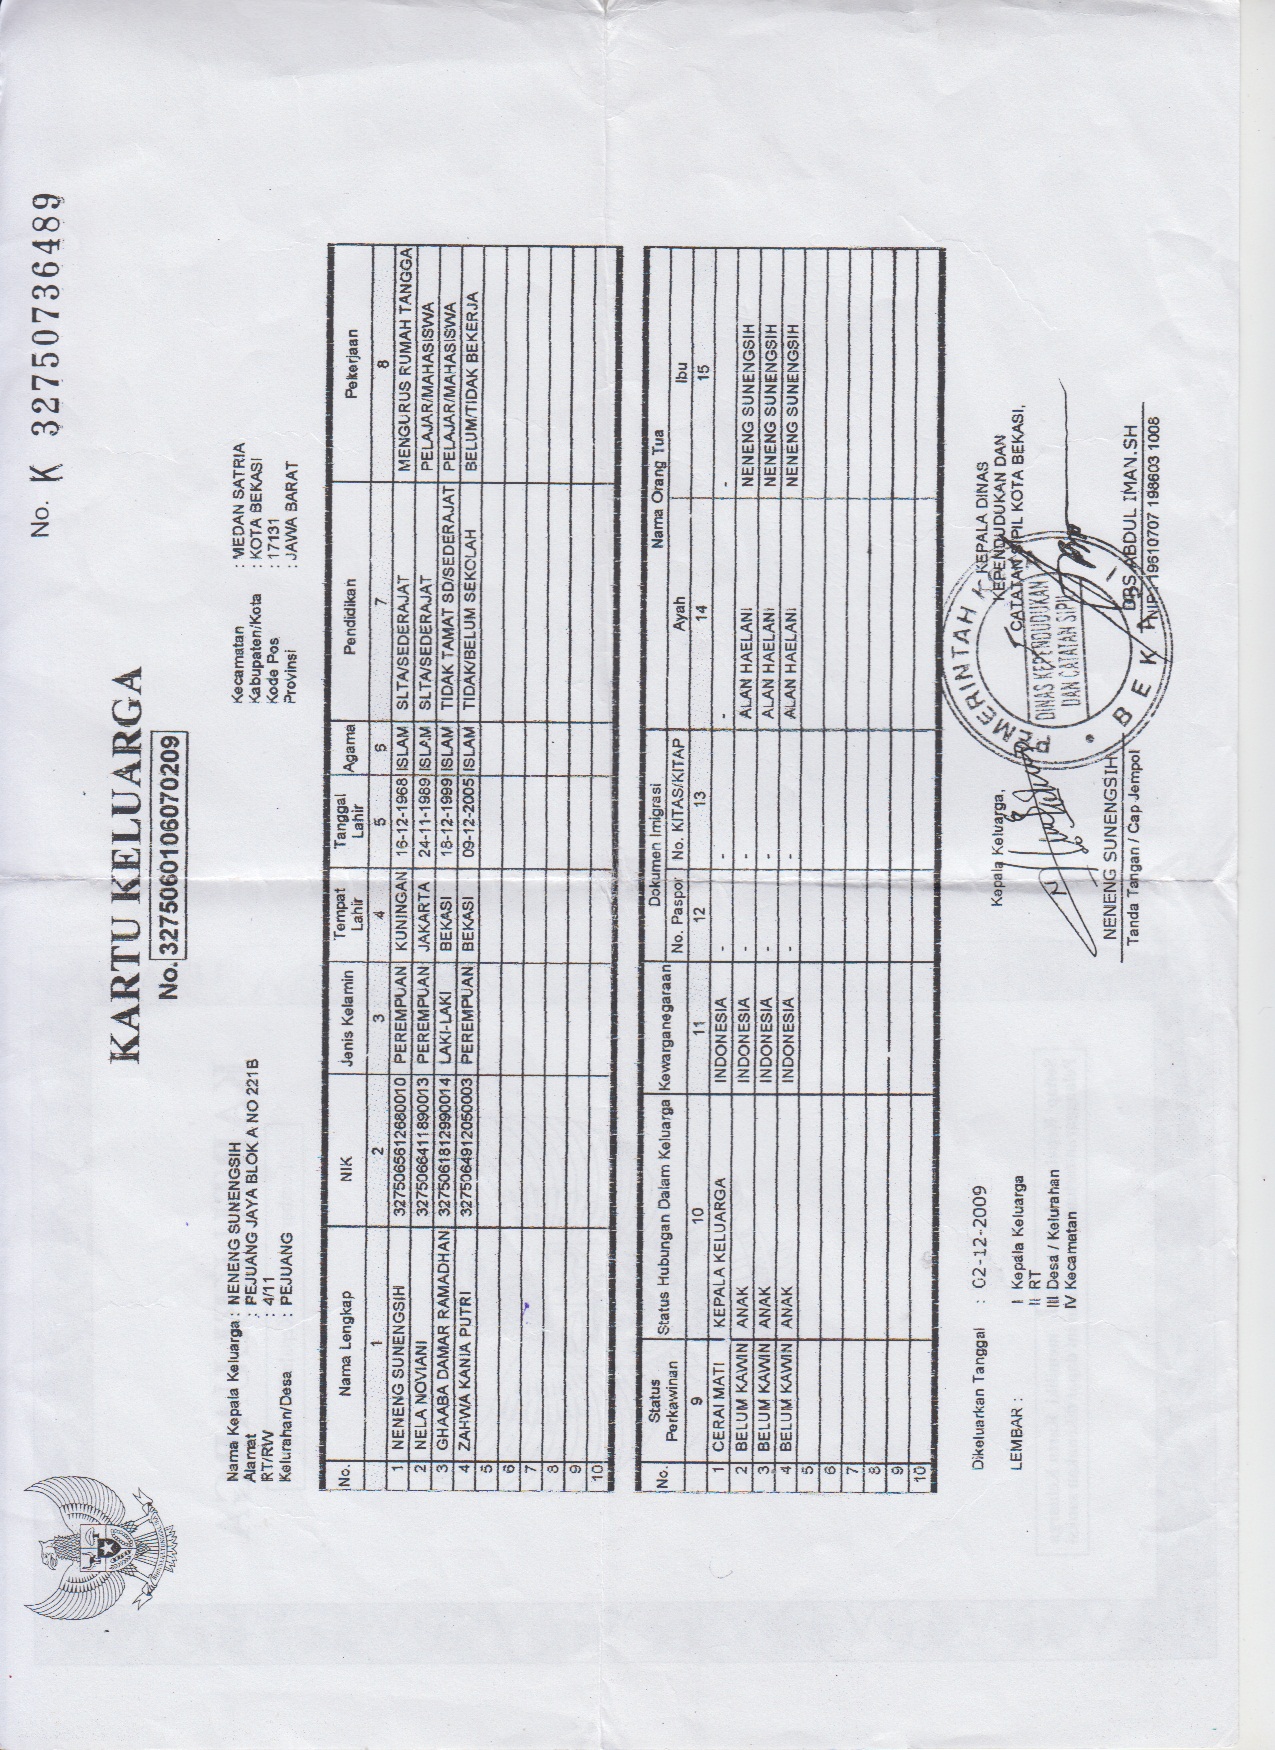 No. K 32750736489
KARTU KELUARGA
No. 3275060106070209
Nama Kepala Keluarga : NENENG SUNENGSIH
Alamat : PEJUANG JAYA BLOK A NO 221B
RT/RW : 4/11
Kelurahan/Desa : PEJUANG
Kecamatan : MEDAN SATRIA
Kabupaten/Kota : KOTA BEKASI
Kode Pos : 17131
Provinsi : JAWA BARAT
No. Nama Lengkap NIK Jenis Kelamin Tempat Lahir Tanggal Lahir Agama Pendidikan Pekerjaan
1 2 3 4 5 6 7 8
1 NENENG SUNENGSIH 3275065612680010 PEREMPUAN KUNINGAN 16-12-1968 ISLAM SLTA/SEDERAJAT MENGURUS RUMAH TANGGA
2 NELA NOVIANI 3275066411890013 PEREMPUAN JAKARTA 24-11-1989 ISLAM SLTA/SEDERAJAT PELAJAR/MAHASISWA
3 GHAABA DAMAR RAMADHAN 3275061812990014 LAKI-LAKI BEKASI 18-12-1999 ISLAM TIDAK TAMAT SD/SEDERAJAT PELAJAR/MAHASISWA
4 ZAHWA KANIA PUTRI 3275064912050003 PEREMPUAN BEKASI 09-12-2005 ISLAM TIDAK/BELUM SEKOLAH BELUM/TIDAK BEKERJA
5
6
7
8
9
10
No. Status Perkawinan Status Hubungan Dalam Keluarga Kewarganegaraan Dokumen Imigrasi Nama Orang Tua
No. Paspor No. KITAS/KITAP Ayah Ibu
9 10 11 12 13 14 15
1 CERAI MATI KEPALA KELUARGA INDONESIA - - - -
2 BELUM KAWIN ANAK INDONESIA - - ALAN HAELANI NENENG SUNENGSIH
3 BELUM KAWIN ANAK INDONESIA - - ALAN HAELANI NENENG SUNENGSIH
4 BELUM KAWIN ANAK INDONESIA - - ALAN HAELANI NENENG SUNENGSIH
5
6
7
8
9
10
Dikeluarkan Tanggal : 02-12-2009
LEMBAR : I Kepala Keluarga
II RT
III Desa / Kelurahan
IV Kecamatan
Kepala Keluarga,
NENENG SUNENGSIH
Tanda Tangan / Cap Jempol
KEPALA DINAS
KEPENDUDUKAN DAN
CATATAN SIPIL KOTA BEKASI,
PEMERINTAH
DINAS KEPENDUDUKAN
DAN CATATAN SIPIL
DRS ABDUL IMAN.SH
NIP. 19610707 198603 1008